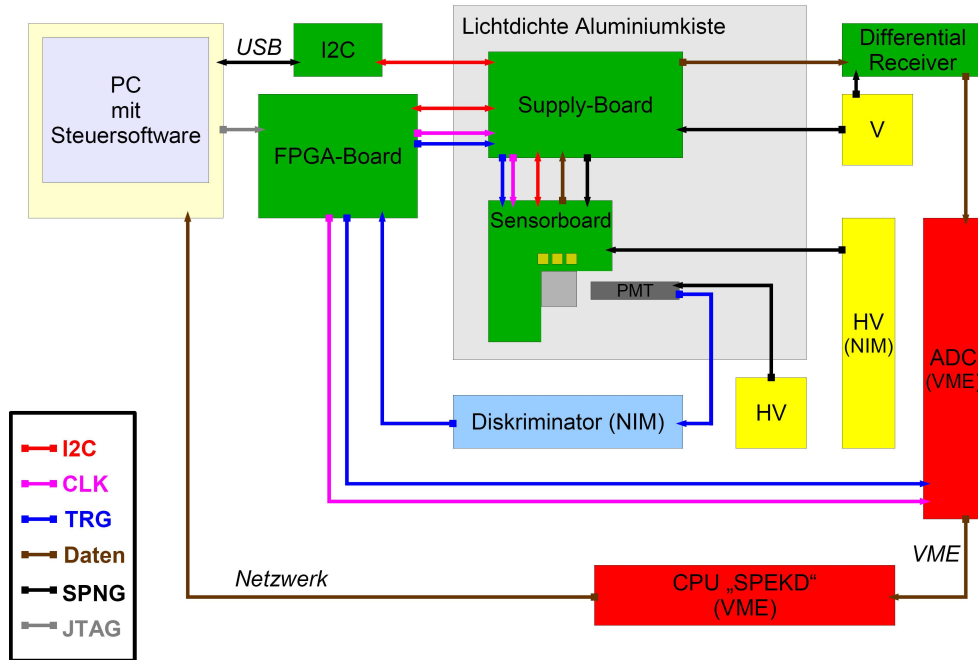 Lichtdichte Aluminiumkiste
USB
I2C
Differential
Receiver
PC
mit
Steuersoftware
Supply-Board
V
FPGA-Board
Sensorboard
PMT
HV
(NIM)
ADC
(VME)
HV
Diskriminator (NIM)
I2C
CLK
TRG
Daten
SPNG
JTAG
VME
Netzwerk
CPU „SPEKD“
(VME)